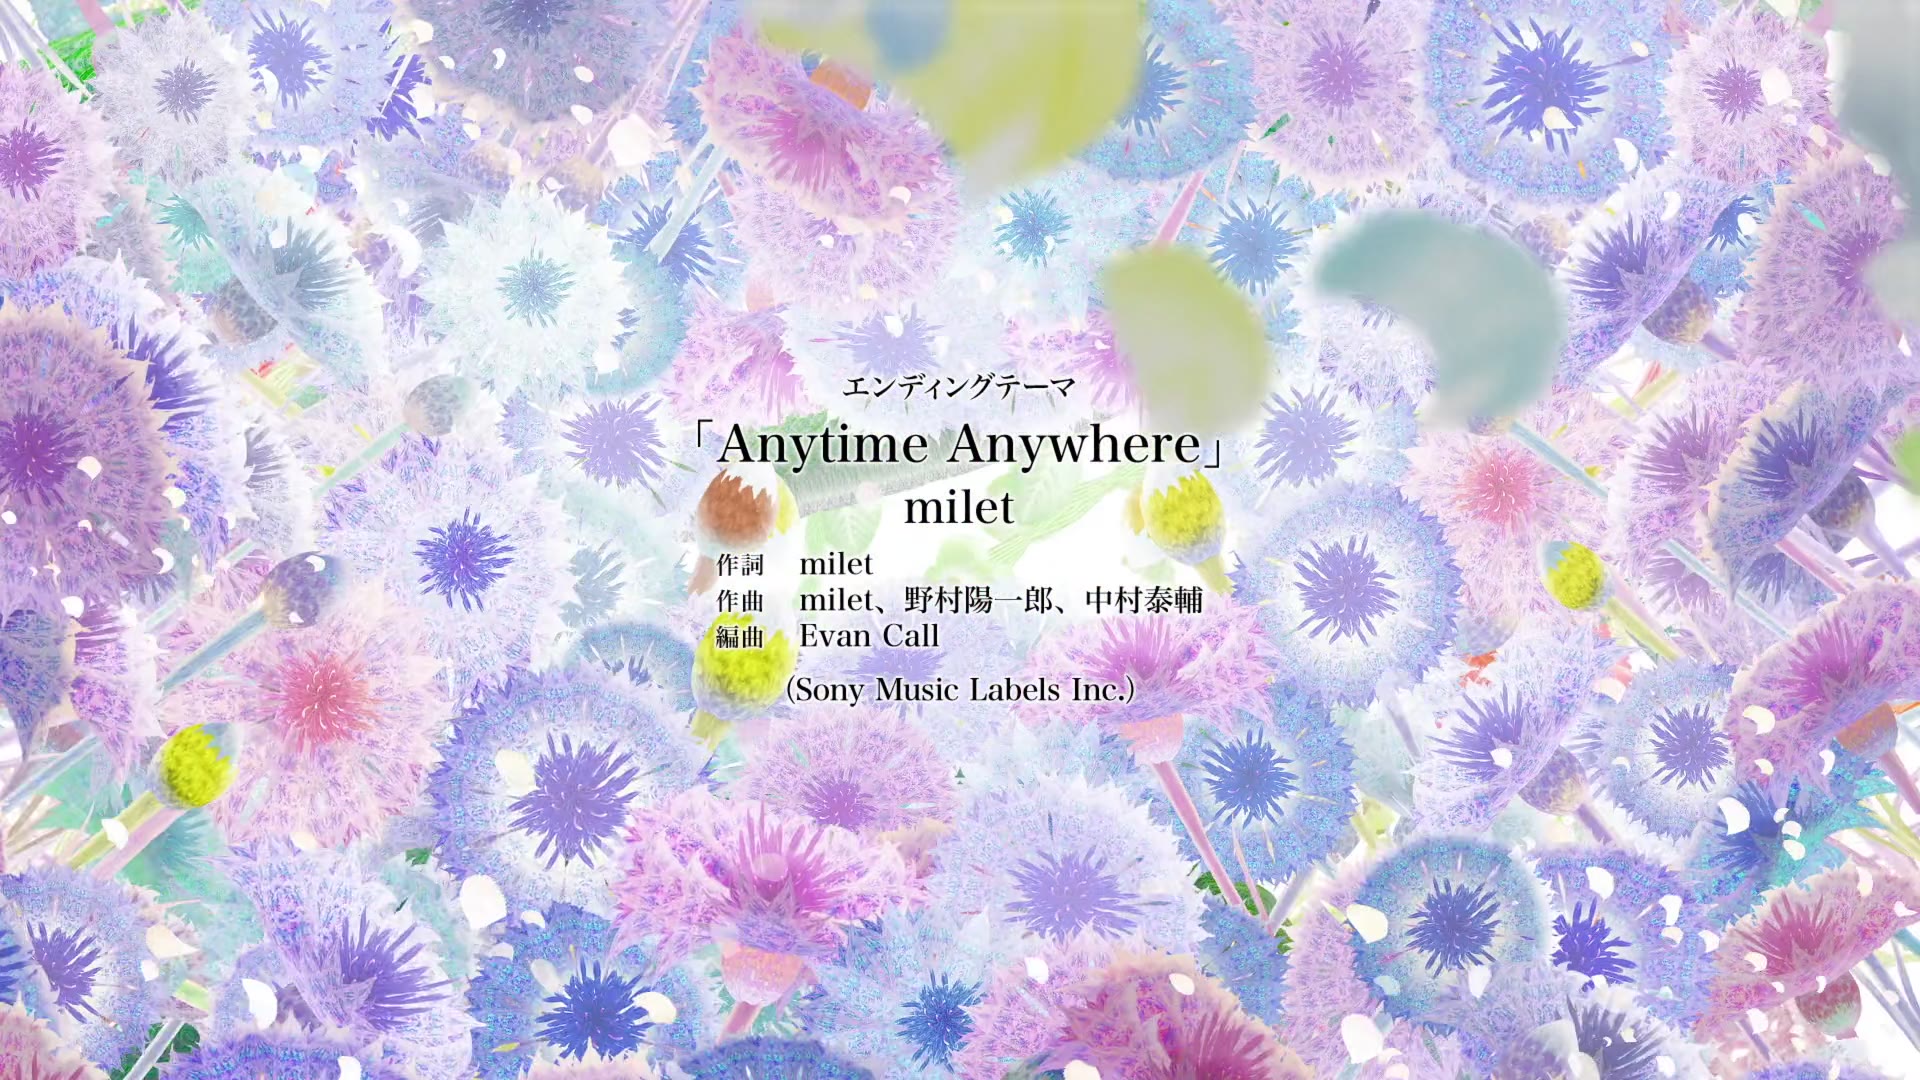 エンディングテーマ
「Anytime Anywhere」
milet
作詞 milet
作曲 milet、野村陽一郎、中村泰輔
編曲 Evan Call
(Sony Music Labels Inc.)